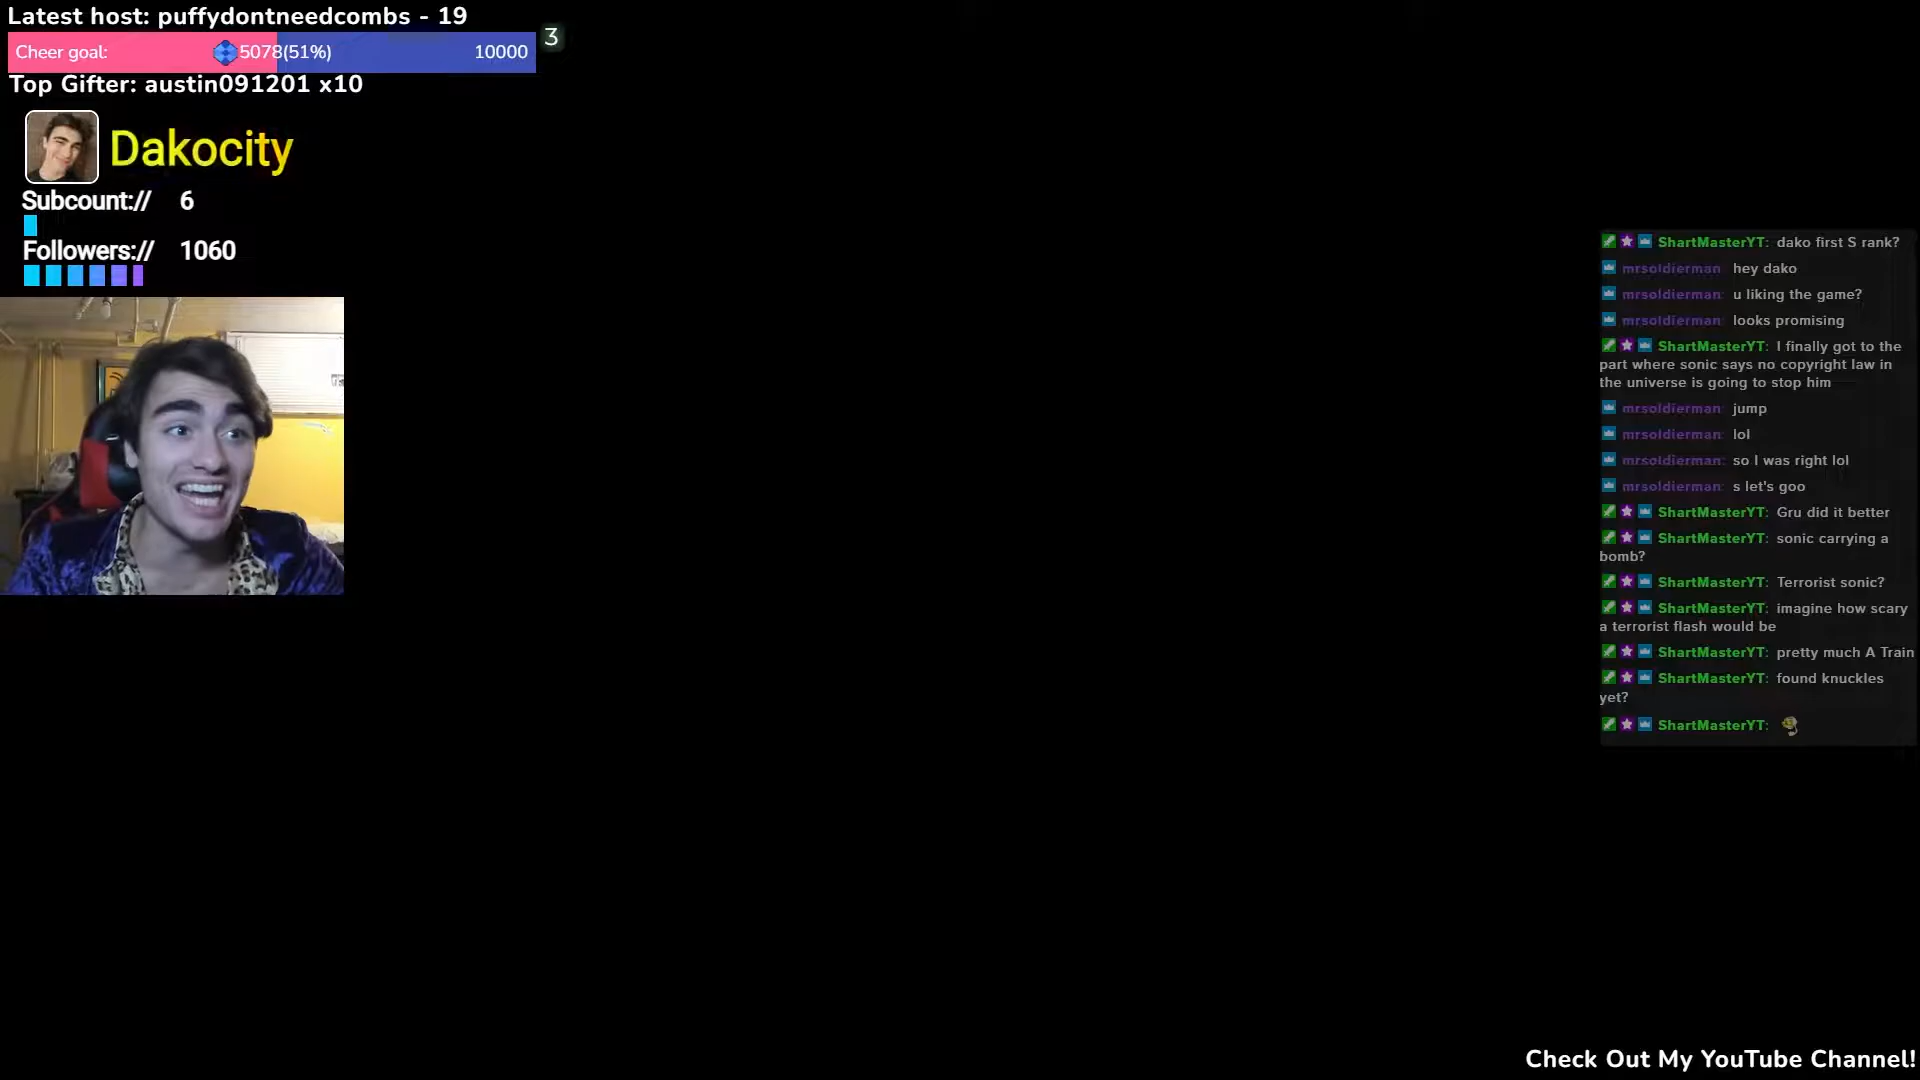 Latest host: puffydontneedcombs - 19
Cheer goal: 5078(51%) 10000
3
Top Gifter: austin091201 x10
Dakocity
Subcount:// 6
Followers:// 1060
ShartMasterYT: dako first S rank?
mrsoldierman: hey dako
mrsoldierman: u liking the game?
mrsoldierman: looks promising
ShartMasterYT: I finally got to the
part where sonic says no copyright law in
the universe is going to stop him
mrsoldierman: jump
mrsoldierman: lol
mrsoldierman: so I was right lol
mrsoldierman: s let's goo
ShartMasterYT: Gru did it better
ShartMasterYT: sonic carrying a
bomb?
ShartMasterYT: Terrorist sonic?
ShartMasterYT: imagine how scary
a terrorist flash would be
ShartMasterYT: pretty much A Train
ShartMasterYT: found knuckles
yet?
ShartMasterYT:
Check Out My YouTube Channel!